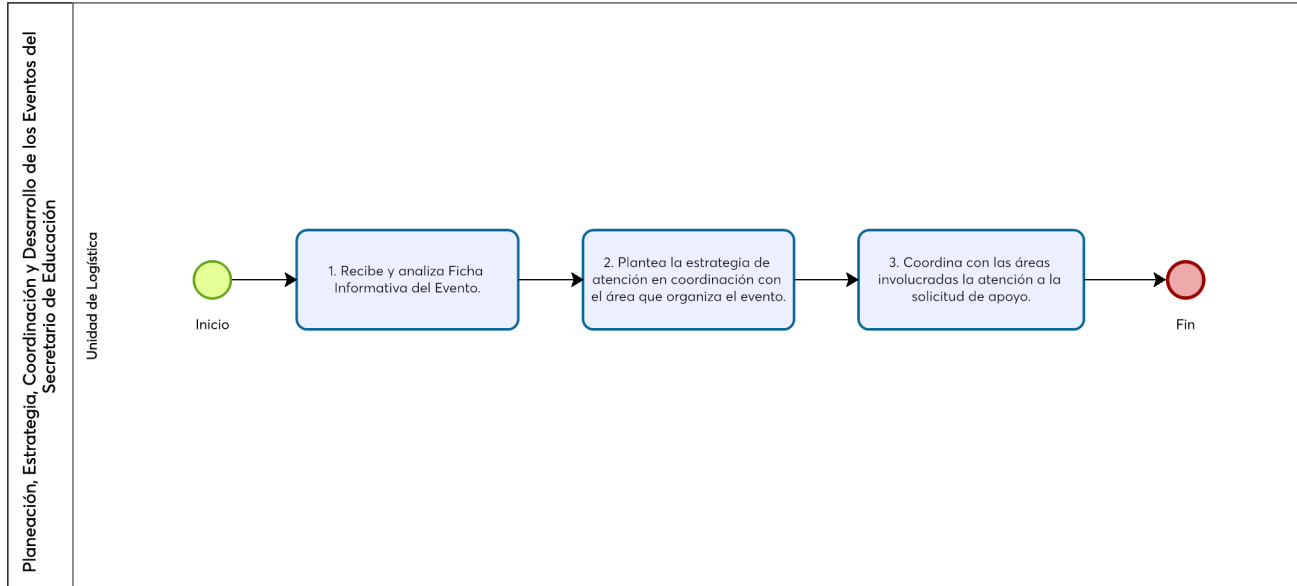 Planeación, Estrategia, Coordinación y Desarrollo de los Eventos del
Secretario de Educación
Unidad de Logística
Inicio
1. Recibe y analiza Ficha
Informativa del Evento.
2. Plantea la estrategia de
atención en coordinación con
el área que organiza el evento.
3. Coordina con las áreas
involucradas la atención a la
solicitud de apoyo.
Fin